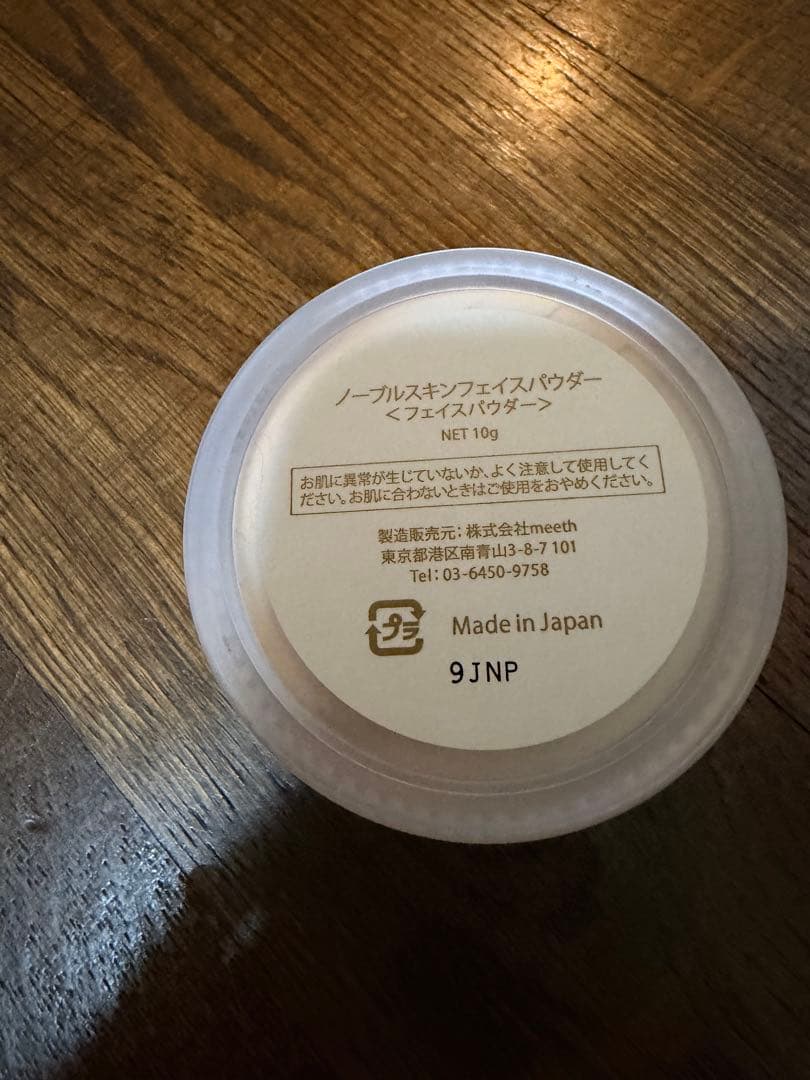 ノーブルスキンフェイスパウダー
＜フェイスパウダー＞
NET 10g
お肌に異常が生じていないか、よく注意して使用してく
ださい。お肌に合わないときはご使用をおやめください。
製造販売元：株式会社meeth
東京都港区南青山3-8-7 101
Tel：03-6450-9758
プラ
Made in Japan
9JNP